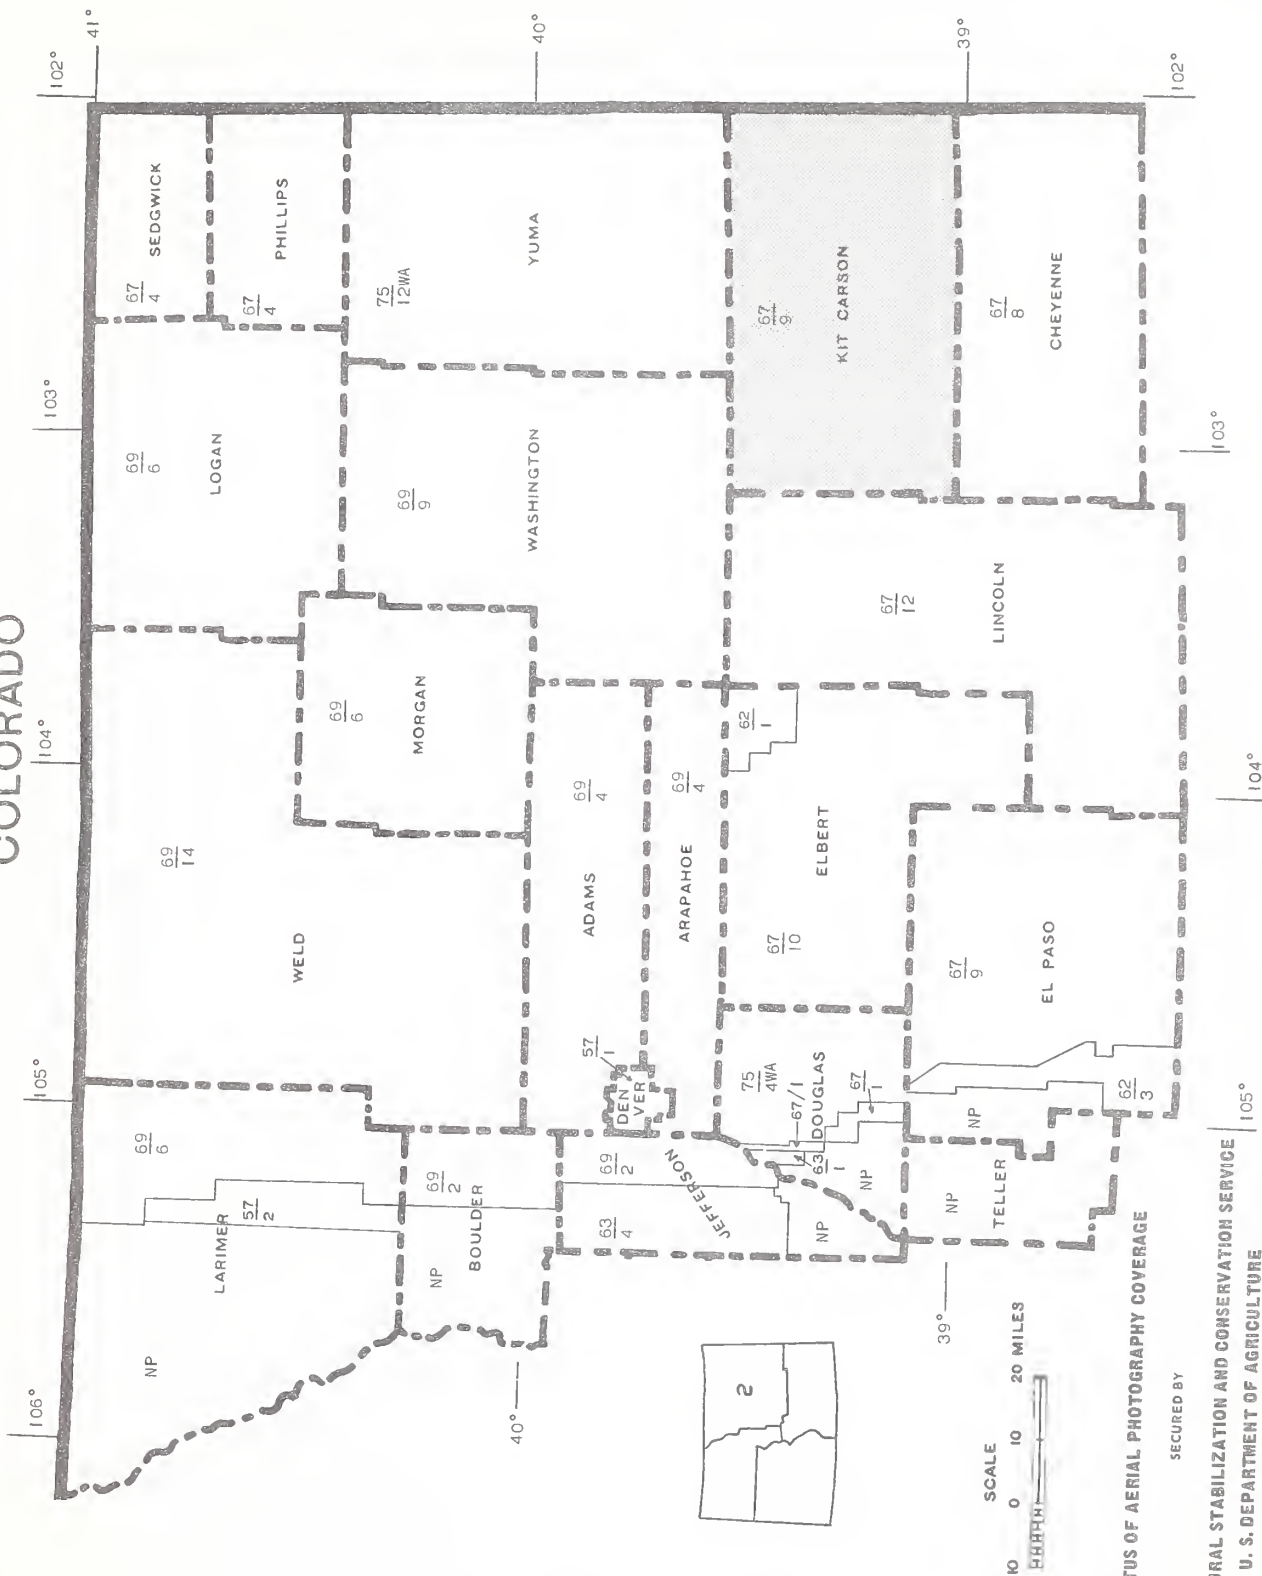 COLORADO
106°
105°
104°
103°
102°
41°
NP
LARIMER
57
2
69
6
WELD
69
14
LOGAN
69
6
67
4
SEDGWICK
67
4
PHILLIPS
MORGAN
69
6
WASHINGTON
69
9
75
12WA
YUMA
40°
40°
NP
BOULDER
69
2
ADAMS
69
4
57
1
DEN
VER
ARAPAHOE
69
4
63
4
69
2
JEFFERSON
NP
NP
75
4WA
DOUGLAS
67/1
63
1
67
1
67
10
ELBERT
62
1
67
9
KIT CARSON
67
12
LINCOLN
67
8
CHEYENNE
39°
39°
NP
TELLER
NP
67
9
EL PASO
62
3
105°
104°
103°
102°
2
SCALE
10 0 10 20 MILES
OF AERIAL PHOTOGRAPHY COVERAGE
SECURED BY
STABILIZATION AND CONSERVATION SERVICE
U. S. DEPARTMENT OF AGRICULTURE